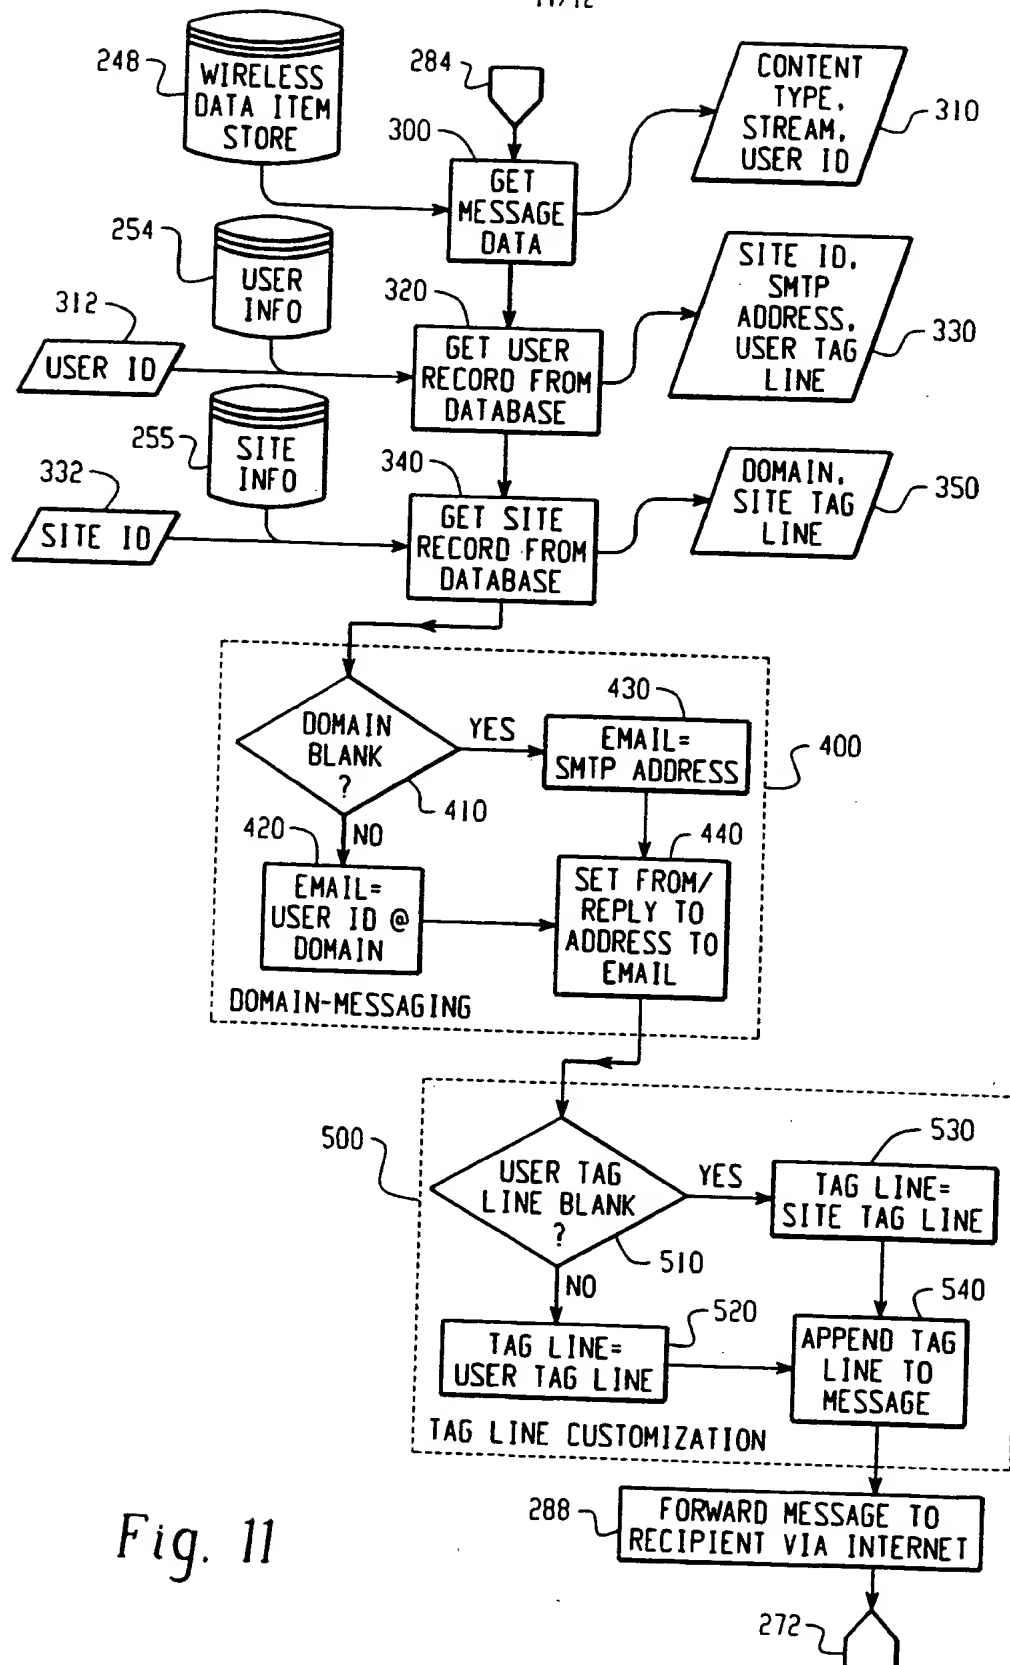 11/12
248
WIRELESS
DATA ITEM
STORE
284
CONTENT
TYPE,
STREAM,
USER ID
310
300
GET
MESSAGE
DATA
254
USER
INFO
312
USER ID
320
GET USER
RECORD FROM
DATABASE
SITE ID,
SMTP
ADDRESS,
USER TAG
LINE
330
255
SITE
INFO
332
SITE ID
340
GET SITE
RECORD FROM
DATABASE
DOMAIN,
SITE TAG
LINE
350
DOMAIN
BLANK
?
410
YES
430
EMAIL=
SMTP ADDRESS
400
NO
420
EMAIL=
USER ID @
DOMAIN
440
SET FROM/
REPLY TO
ADDRESS TO
EMAIL
DOMAIN-MESSAGING
500
USER TAG
LINE BLANK
?
510
YES
530
TAG LINE=
SITE TAG LINE
NO
520
TAG LINE=
USER TAG LINE
540
APPEND TAG
LINE TO
MESSAGE
TAG LINE CUSTOMIZATION
288
FORWARD MESSAGE TO
RECIPIENT VIA INTERNET
272
Fig. 11